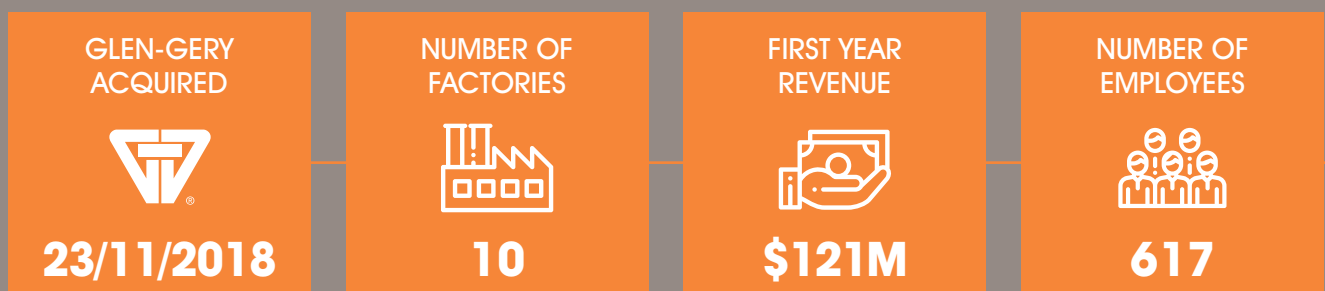 GLEN-GERY
ACQUIRED
®
23/11/2018
NUMBER OF
FACTORIES
10
FIRST YEAR
REVENUE
$121M
NUMBER OF
EMPLOYEES
617